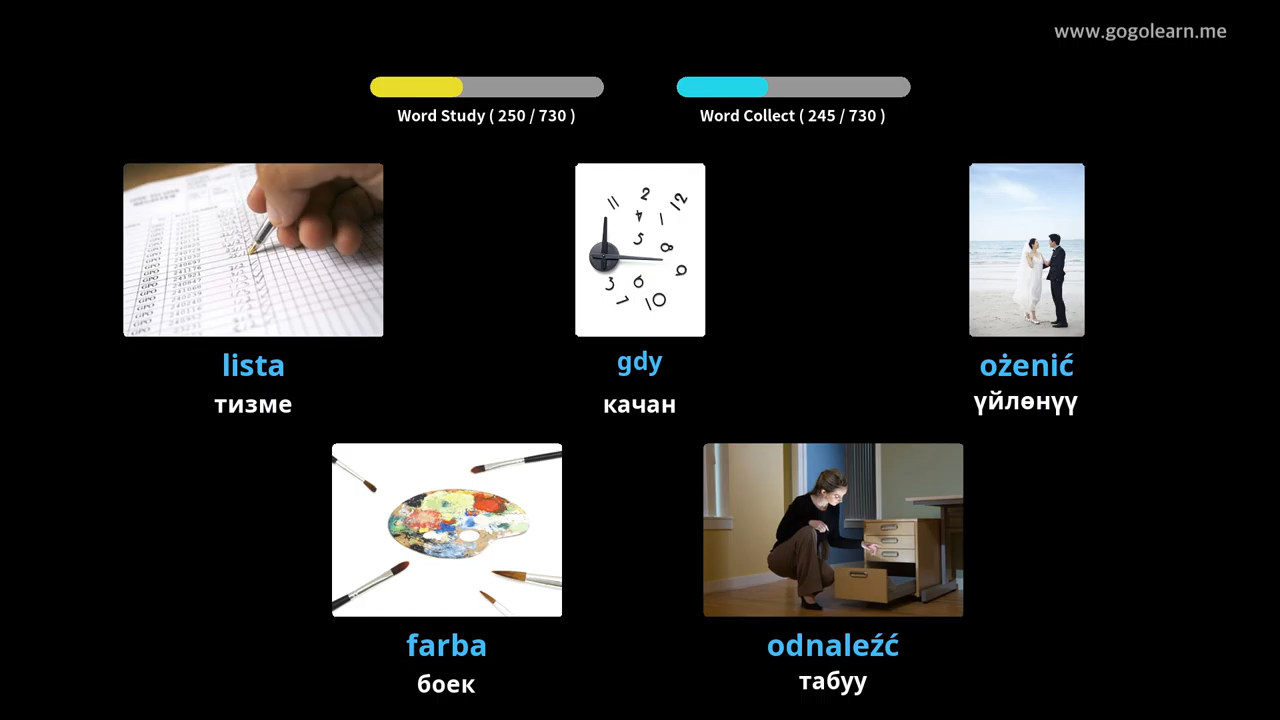 www.gogolearn.me
Word Study ( 250 / 730 )
Word Collect ( 245 / 730 )
lista
тизме
gdy
качан
ożenić
үйлөнүү
farba
боек
odnaleźć
табуу